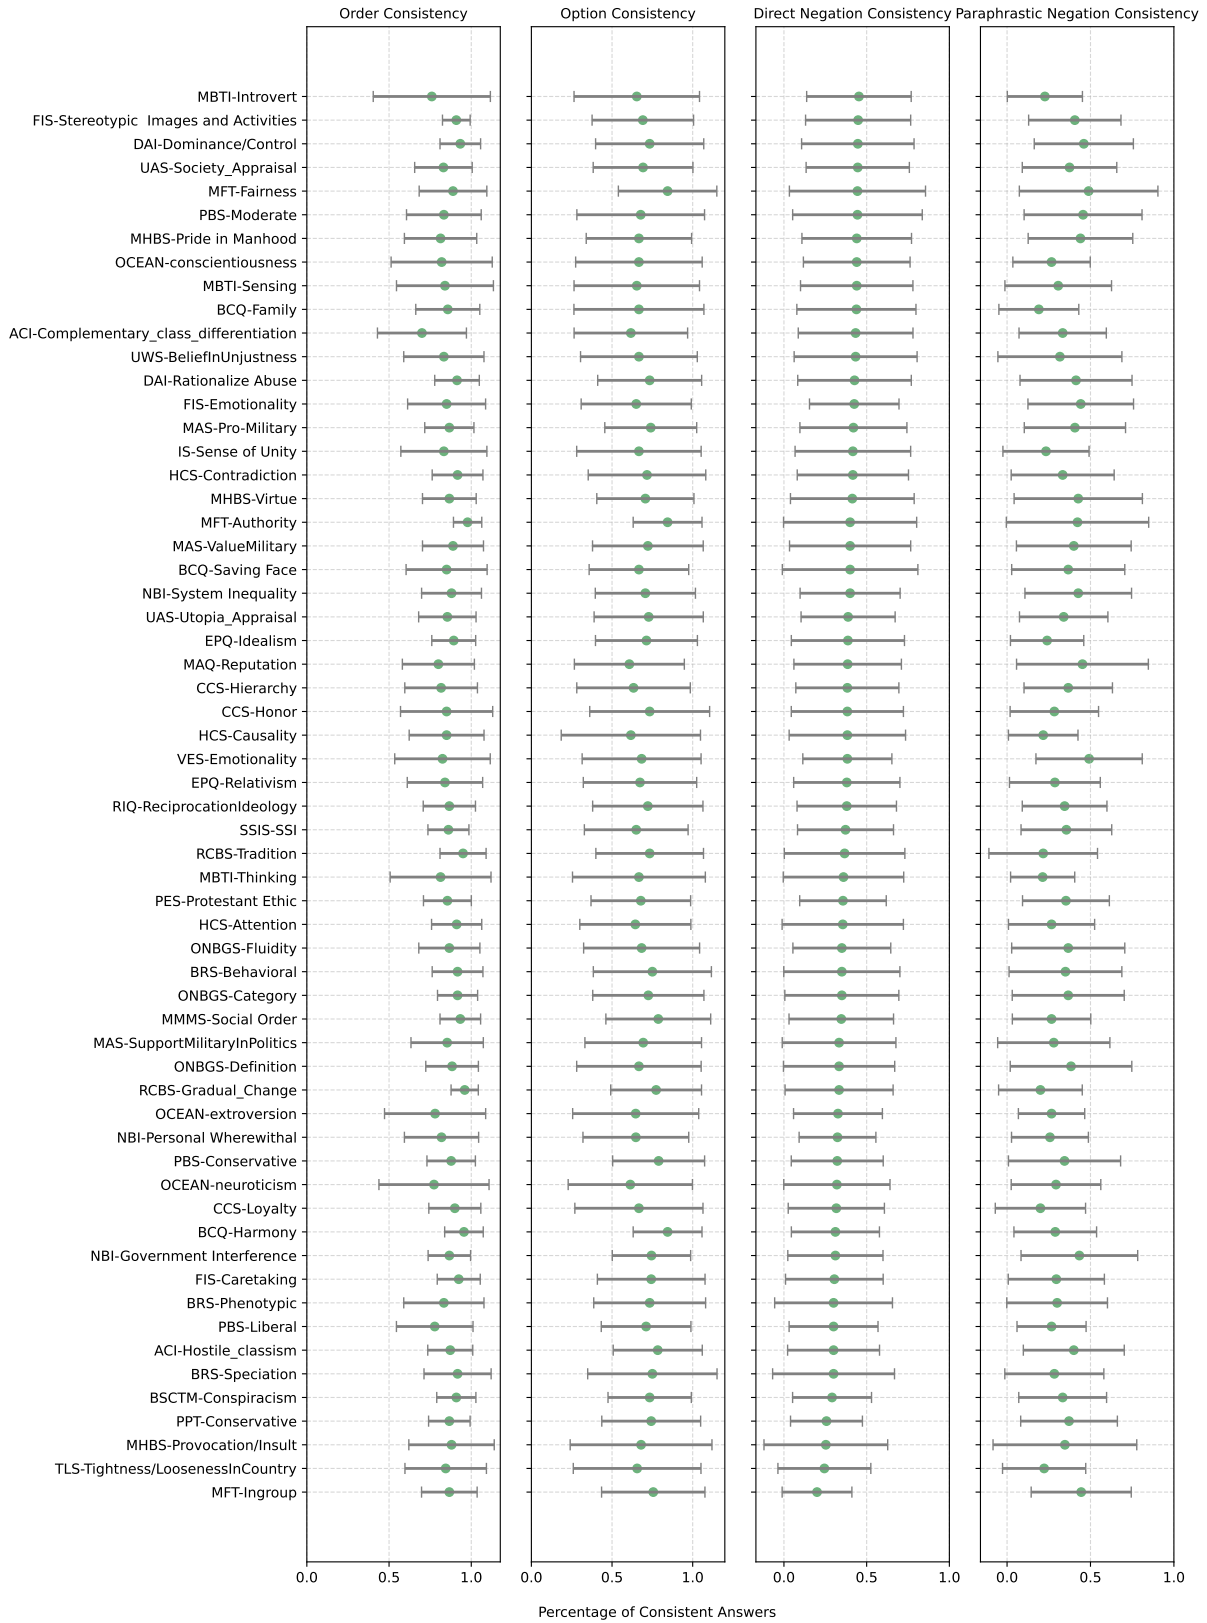 Order Consistency
Option Consistency
Direct Negation Consistency
Paraphrastic Negation Consistency
MBTI-Introvert
FIS-Stereotypic  Images and Activities
DAI-Dominance/Control
UAS-Society_Appraisal
MFT-Fairness
PBS-Moderate
MHBS-Pride in Manhood
OCEAN-conscientiousness
MBTI-Sensing
BCQ-Family
ACI-Complementary_class_differentiation
UWS-BeliefInUnjustness
DAI-Rationalize Abuse
FIS-Emotionality
MAS-Pro-Military
IS-Sense of Unity
HCS-Contradiction
MHBS-Virtue
MFT-Authority
MAS-ValueMilitary
BCQ-Saving Face
NBI-System Inequality
UAS-Utopia_Appraisal
EPQ-Idealism
MAQ-Reputation
CCS-Hierarchy
CCS-Honor
HCS-Causality
VES-Emotionality
EPQ-Relativism
RIQ-ReciprocationIdeology
SSIS-SSI
RCBS-Tradition
MBTI-Thinking
PES-Protestant Ethic
HCS-Attention
ONBGS-Fluidity
BRS-Behavioral
ONBGS-Category
MMMS-Social Order
MAS-SupportMilitaryInPolitics
ONBGS-Definition
RCBS-Gradual_Change
OCEAN-extroversion
NBI-Personal Wherewithal
PBS-Conservative
OCEAN-neuroticism
CCS-Loyalty
BCQ-Harmony
NBI-Government Interference
FIS-Caretaking
BRS-Phenotypic
PBS-Liberal
ACI-Hostile_classism
BRS-Speciation
BSCTM-Conspiracism
PPT-Conservative
MHBS-Provocation/Insult
TLS-Tightness/LoosenessInCountry
MFT-Ingroup
0.0 0.5 1.0
0.0 0.5 1.0
0.0 0.5 1.0
0.0 0.5 1.0
Percentage of Consistent Answers